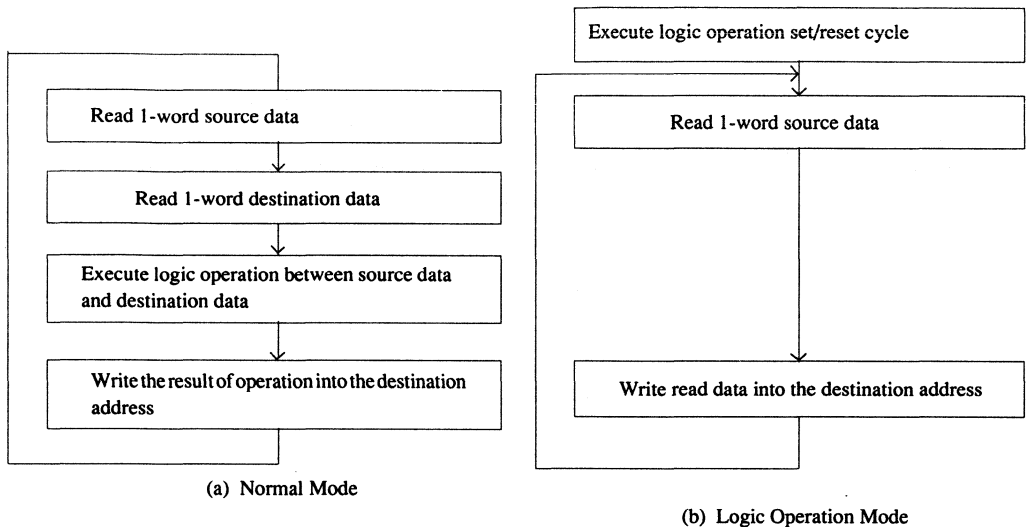 Read 1-word source data
Read 1-word destination data
Execute logic operation between source data
and destination data
Write the result of operation into the destination
address
(a) Normal Mode
Execute logic operation set/reset cycle
Read 1-word source data
Write read data into the destination address
(b) Logic Operation Mode